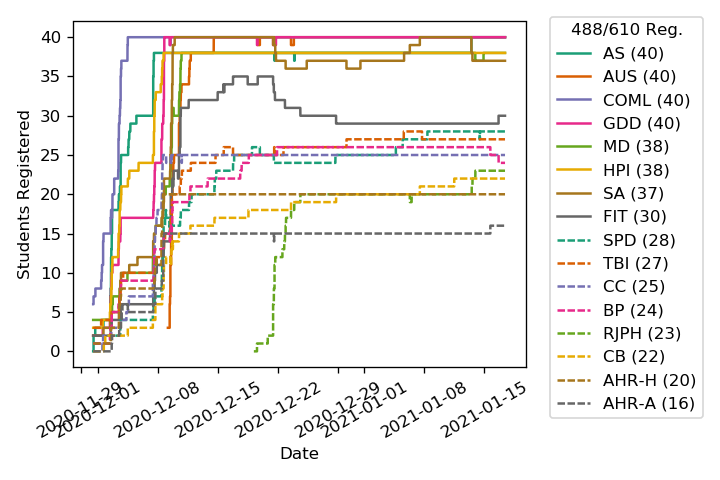 488/610 Reg.
AS (40)
AUS (40)
COML (40)
GDD (40)
MD (38)
HPI (38)
SA (37)
FIT (30)
SPD (28)
TBI (27)
CC (25)
BP (24)
RJPH (23)
CB (22)
AHR-H (20)
AHR-A (16)
Students Registered
40
35
30
25
20
15
10
5
0
2020-11-29
2020-12-01
2020-12-08
2020-12-15
2020-12-22
2020-12-29
2021-01-01
2021-01-08
2021-01-15
Date